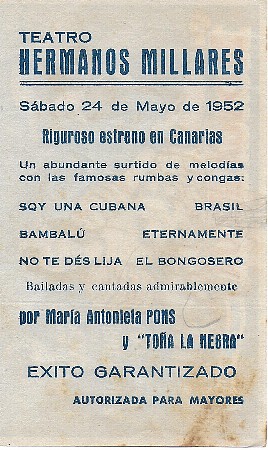 TEATRO
HERMANOS MILLARES
Sábado 24 de Mayo de 1952
Riguroso estreno en Canarias
Un abundante surtido de melodías
con las famosas rumbas y congas:
SOY UNA CUBANA BRASIL
BAMBALÚ ETERNAMENTE
NO TE DÉS LIJA EL BONGOSERO
Bailadas y cantadas admirablemente
por María Antonieta PONS
y "TOÑA LA NEGRA"
EXITO GARANTIZADO
AUTORIZADA PARA MAYORES